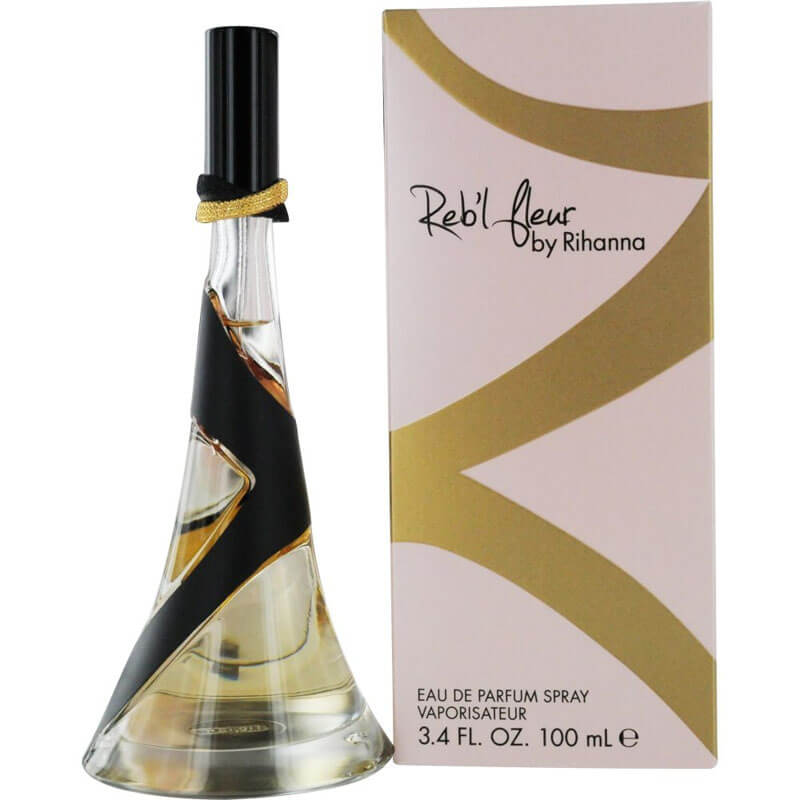 Reb'l fleur
by Rihanna
EAU DE PARFUM SPRAY
VAPORISATEUR
3.4 FL. OZ. 100 mL ℮